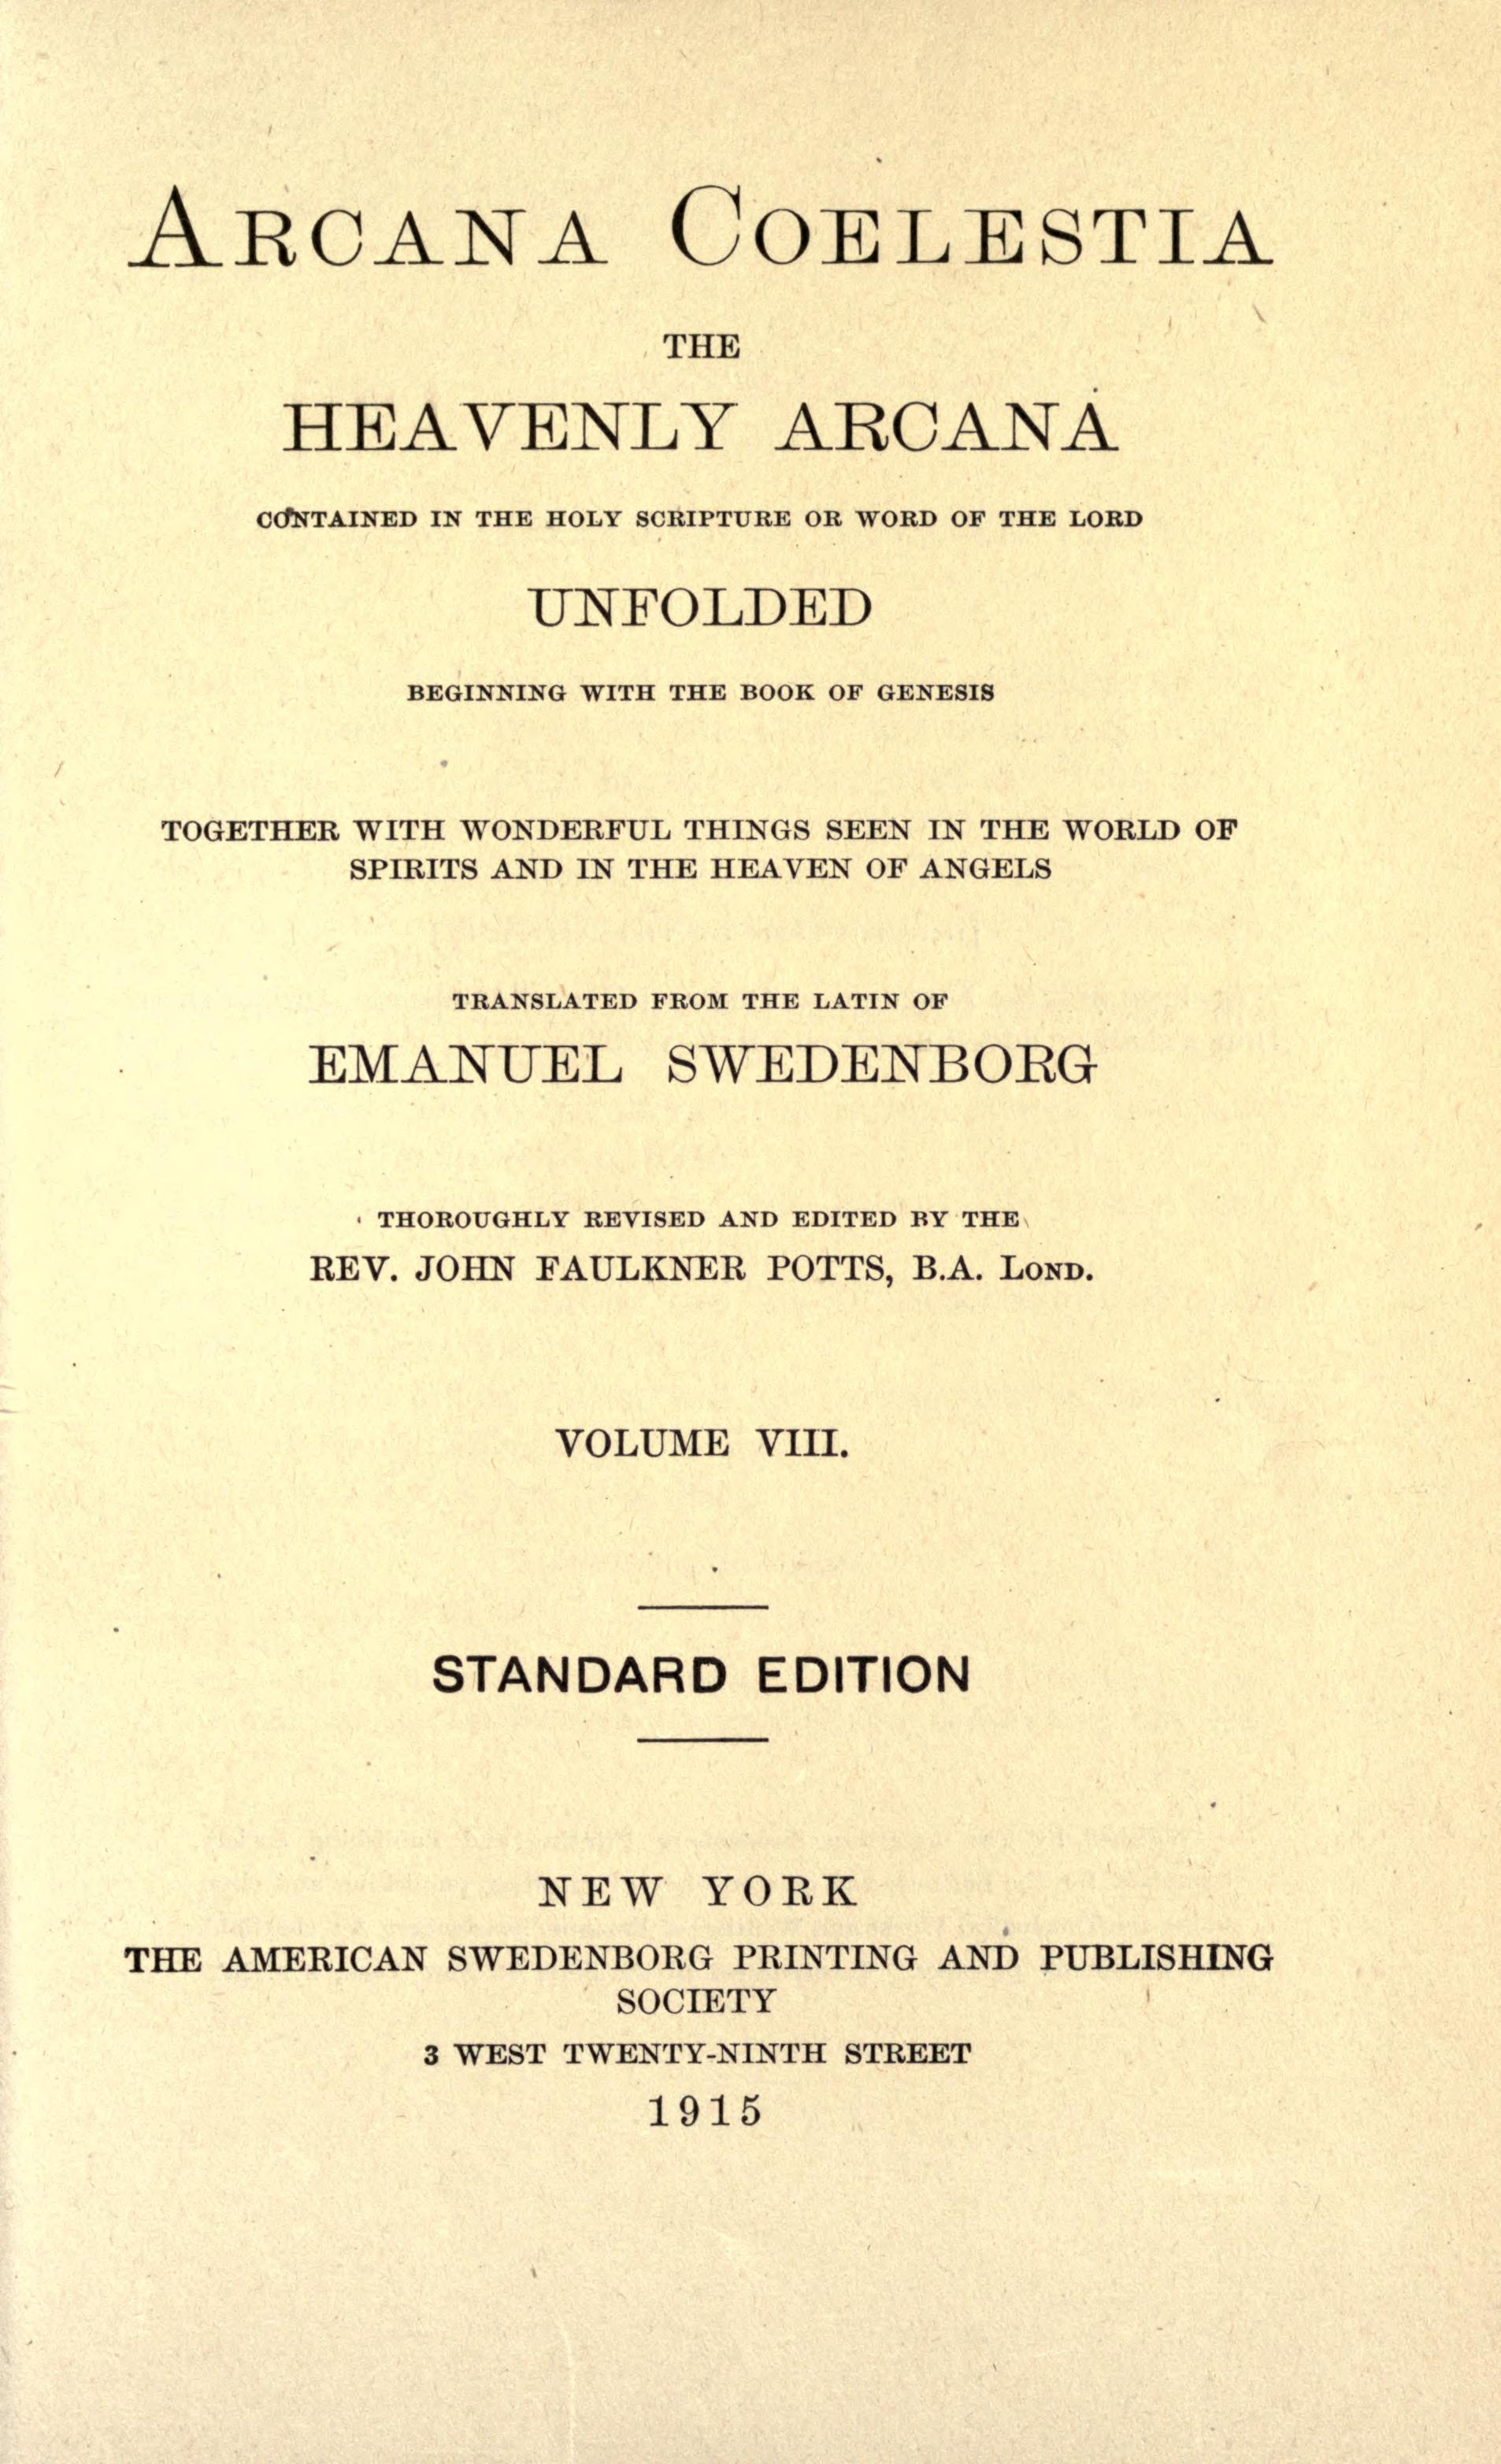 ARCANA COELESTIA
THE
HEAVENLY ARCANA
CONTAINED IN THE HOLY SCRIPTURE OR WORD OF THE LORD
UNFOLDED
BEGINNING WITH THE BOOK OF GENESIS
TOGETHER WITH WONDERFUL THINGS SEEN IN THE WORLD OF
SPIRITS AND IN THE HEAVEN OF ANGELS
TRANSLATED FROM THE LATIN OF
EMANUEL SWEDENBORG
THOROUGHLY REVISED AND EDITED BY THE
REV. JOHN FAULKNER POTTS, B.A. LOND.
VOLUME VIII.
STANDARD EDITION
NEW YORK
THE AMERICAN SWEDENBORG PRINTING AND PUBLISHING
SOCIETY
3 WEST TWENTY-NINTH STREET
1915